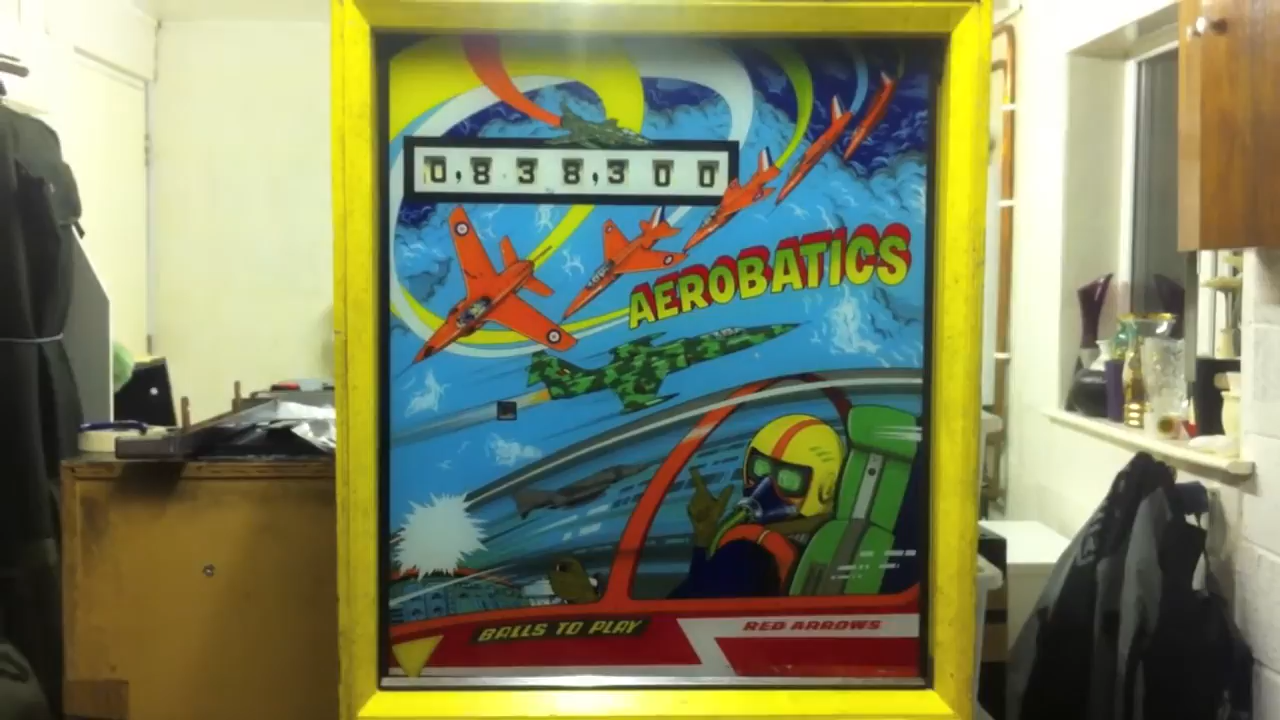 0,838,300
AEROBATICS
BALLS TO PLAY
RED ARROWS